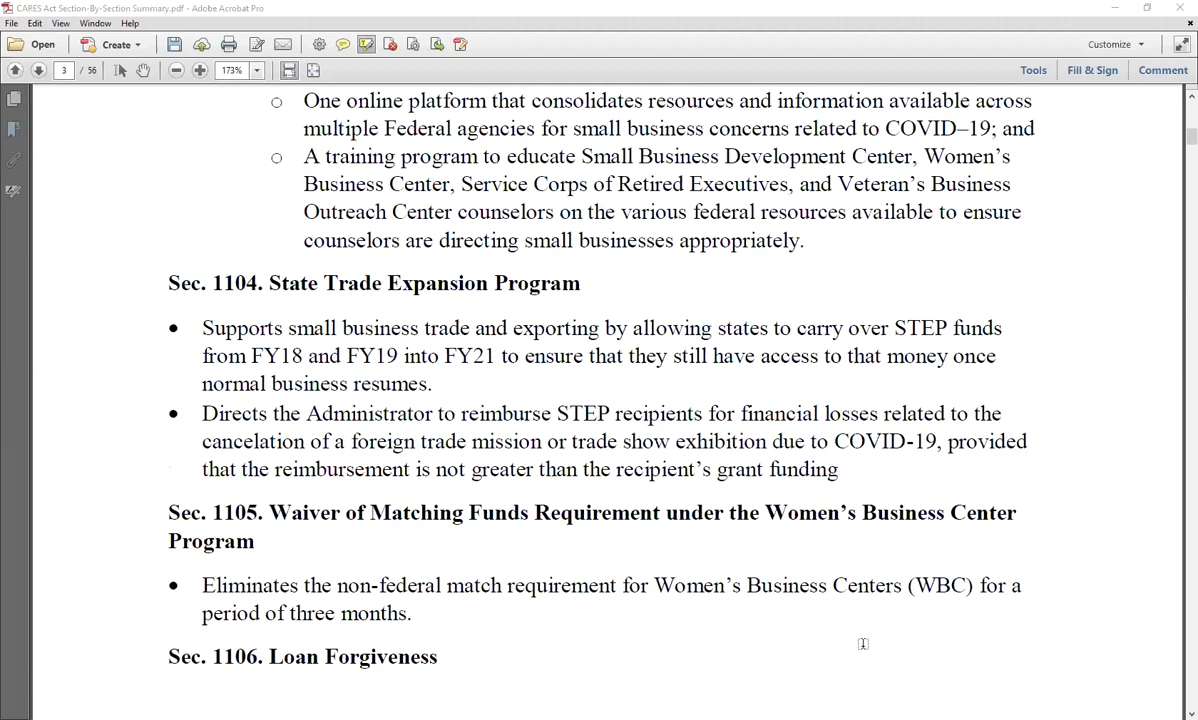 CARES Act Section-By-Section Summary.pdf - Adobe Acrobat Pro
File Edit View Window Help
Open Create Customize
3 / 56 173% Tools Fill & Sign Comment
○ One online platform that consolidates resources and information available across
multiple Federal agencies for small business concerns related to COVID–19; and
○ A training program to educate Small Business Development Center, Women’s
Business Center, Service Corps of Retired Executives, and Veteran’s Business
Outreach Center counselors on the various federal resources available to ensure
counselors are directing small businesses appropriately.
Sec. 1104. State Trade Expansion Program
• Supports small business trade and exporting by allowing states to carry over STEP funds
from FY18 and FY19 into FY21 to ensure that they still have access to that money once
normal business resumes.
• Directs the Administrator to reimburse STEP recipients for financial losses related to the
cancelation of a foreign trade mission or trade show exhibition due to COVID-19, provided
that the reimbursement is not greater than the recipient’s grant funding
Sec. 1105. Waiver of Matching Funds Requirement under the Women’s Business Center
Program
• Eliminates the non-federal match requirement for Women’s Business Centers (WBC) for a
period of three months.
Sec. 1106. Loan Forgiveness